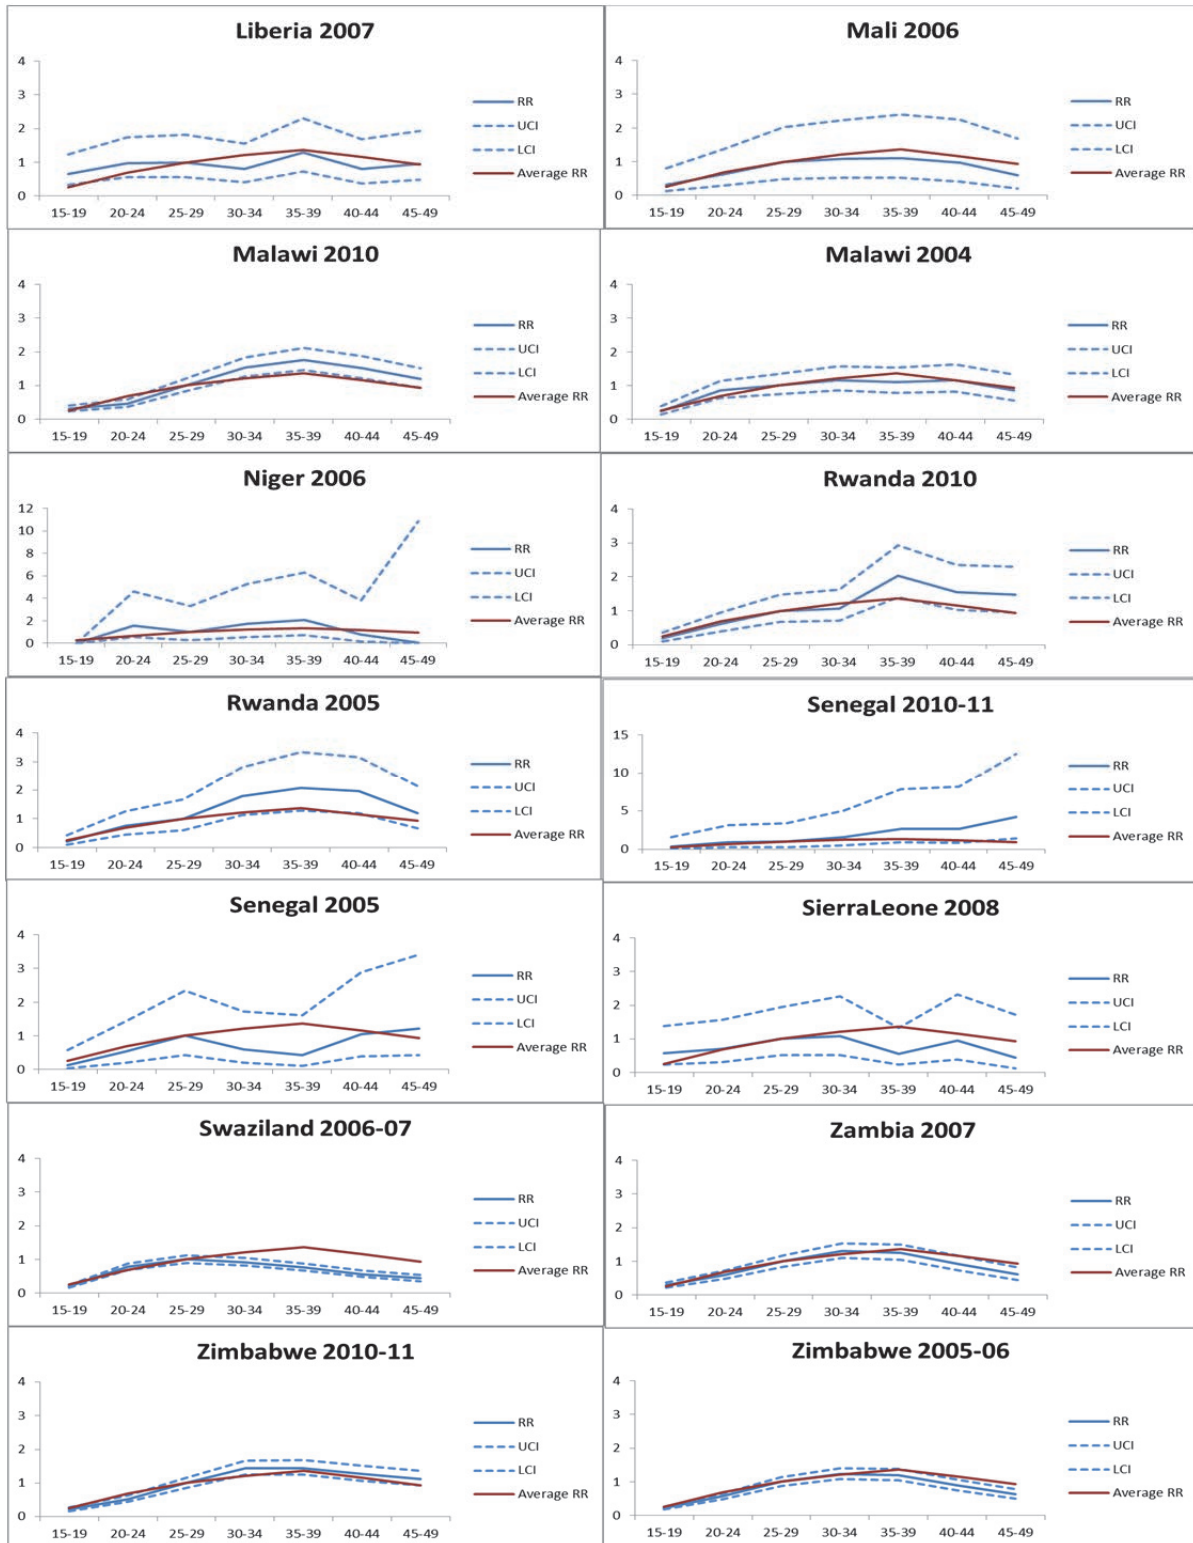 Liberia 2007
4
3
2
1
0
15-19 20-24 25-29 30-34 35-39 40-44 45-49
RR
UCI
LCI
Average RR
Mali 2006
4
3
2
1
0
15-19 20-24 25-29 30-34 35-39 40-44 45-49
RR
UCI
LCI
Average RR
Malawi 2010
4
3
2
1
0
15-19 20-24 25-29 30-34 35-39 40-44 45-49
RR
UCI
LCI
Average RR
Malawi 2004
4
3
2
1
0
15-19 20-24 25-29 30-34 35-39 40-44 45-49
RR
UCI
LCI
Average RR
Niger 2006
12
10
8
6
4
2
0
15-19 20-24 25-29 30-34 35-39 40-44 45-49
RR
UCI
LCI
Average RR
Rwanda 2010
4
3
2
1
0
15-19 20-24 25-29 30-34 35-39 40-44 45-49
RR
UCI
LCI
Average RR
Rwanda 2005
4
3
2
1
0
15-19 20-24 25-29 30-34 35-39 40-44 45-49
RR
UCI
LCI
Average RR
Senegal 2010-11
15
10
5
0
15-19 20-24 25-29 30-34 35-39 40-44 45-49
RR
UCI
LCI
Average RR
Senegal 2005
4
3
2
1
0
15-19 20-24 25-29 30-34 35-39 40-44 45-49
RR
UCI
LCI
Average RR
SierraLeone 2008
4
3
2
1
0
15-19 20-24 25-29 30-34 35-39 40-44 45-49
RR
UCI
LCI
Average RR
Swaziland 2006-07
4
3
2
1
0
15-19 20-24 25-29 30-34 35-39 40-44 45-49
RR
UCI
LCI
Average RR
Zambia 2007
4
3
2
1
0
15-19 20-24 25-29 30-34 35-39 40-44 45-49
RR
UCI
LCI
Average RR
Zimbabwe 2010-11
4
3
2
1
0
15-19 20-24 25-29 30-34 35-39 40-44 45-49
RR
UCI
LCI
Average RR
Zimbabwe 2005-06
4
3
2
1
0
15-19 20-24 25-29 30-34 35-39 40-44 45-49
RR
UCI
LCI
Average RR